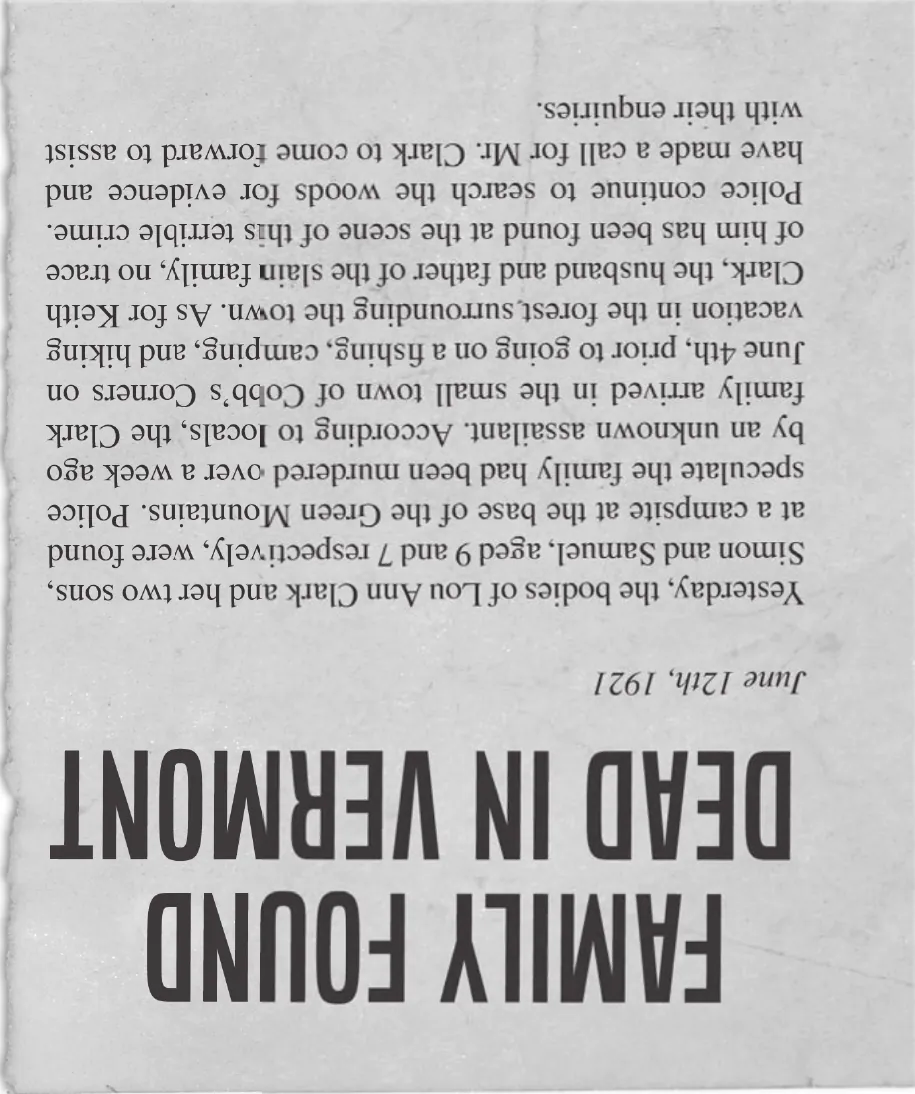 FAMILY FOUND
DEAD IN VERMONT
June 12th, 1921
Yesterday, the bodies of Lou Ann Clark and her two sons,
Simon and Samuel, aged 9 and 7 respectively, were found
at a campsite at the base of the Green Mountains. Police
speculate the family had been murdered over a week ago
by an unknown assailant. According to locals, the Clark
family arrived in the small town of Cobb's Corners on
June 4th, prior to going on a fishing, camping, and hiking
vacation in the forest surrounding the town. As for Keith
Clark, the husband and father of the slain family, no trace
of him has been found at the scene of this terrible crime.
Police continue to search the woods for evidence and
have made a call for Mr. Clark to come forward to assist
with their enquiries.